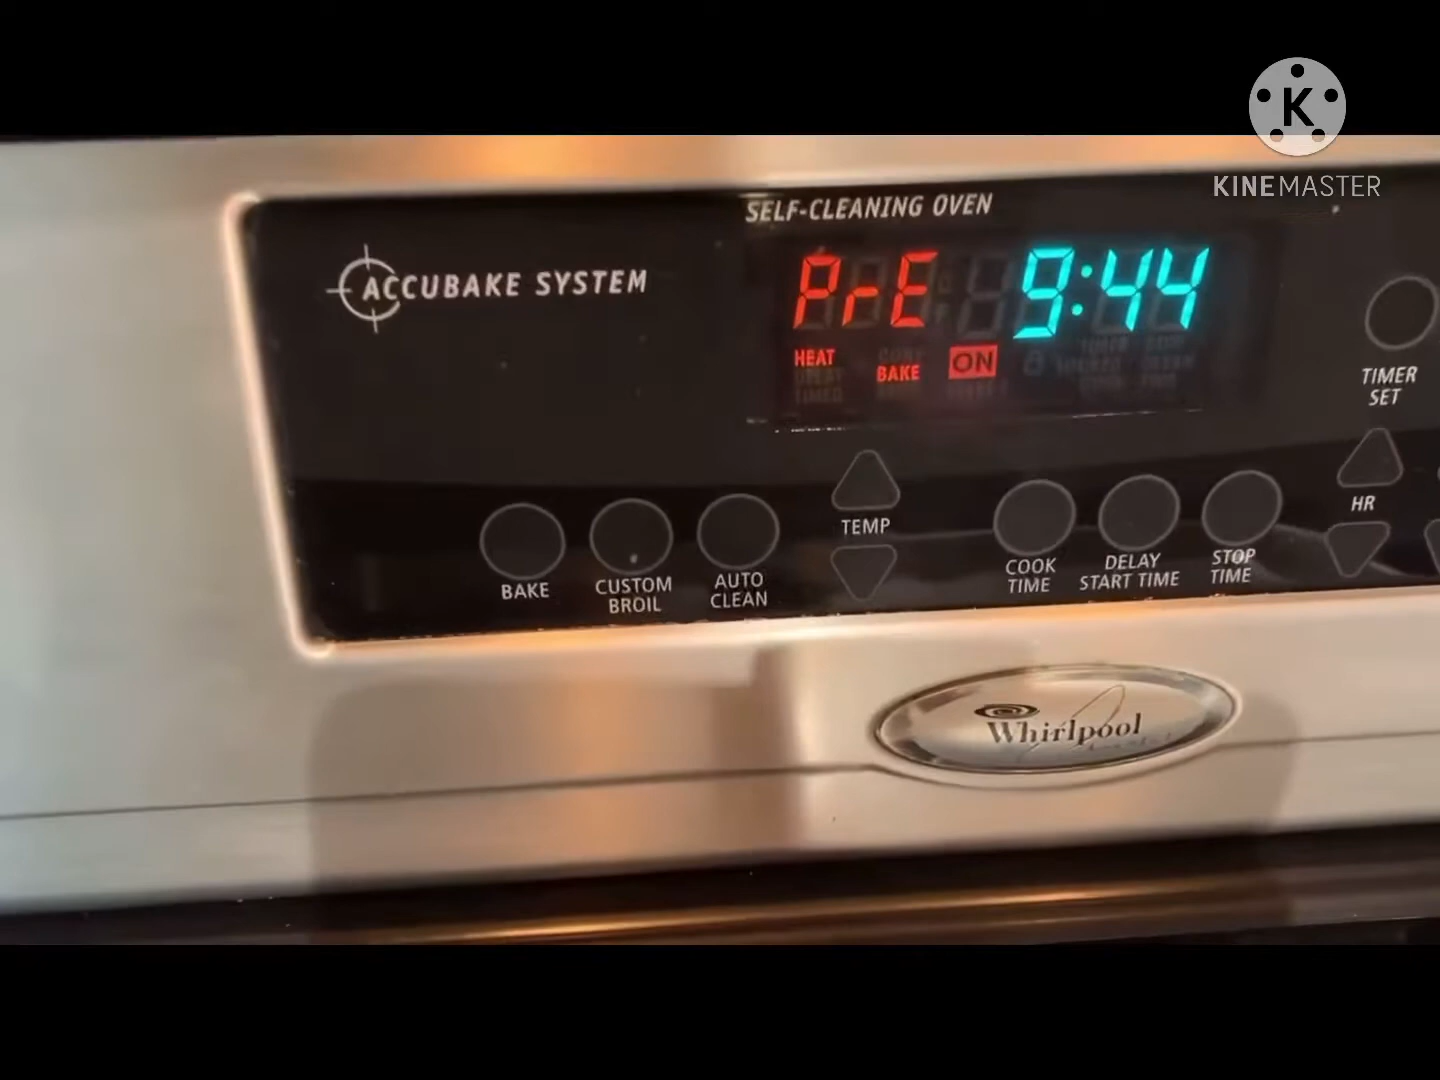 KINEMASTER
SELF-CLEANING OVEN
ACCUBAKE SYSTEM
PrE 9:44
HEAT BAKE ON
TIMER
SET
TEMP
HR
BAKE
CUSTOM
BROIL
AUTO
CLEAN
COOK
TIME
DELAY
START TIME
STOP
TIME
Whirlpool